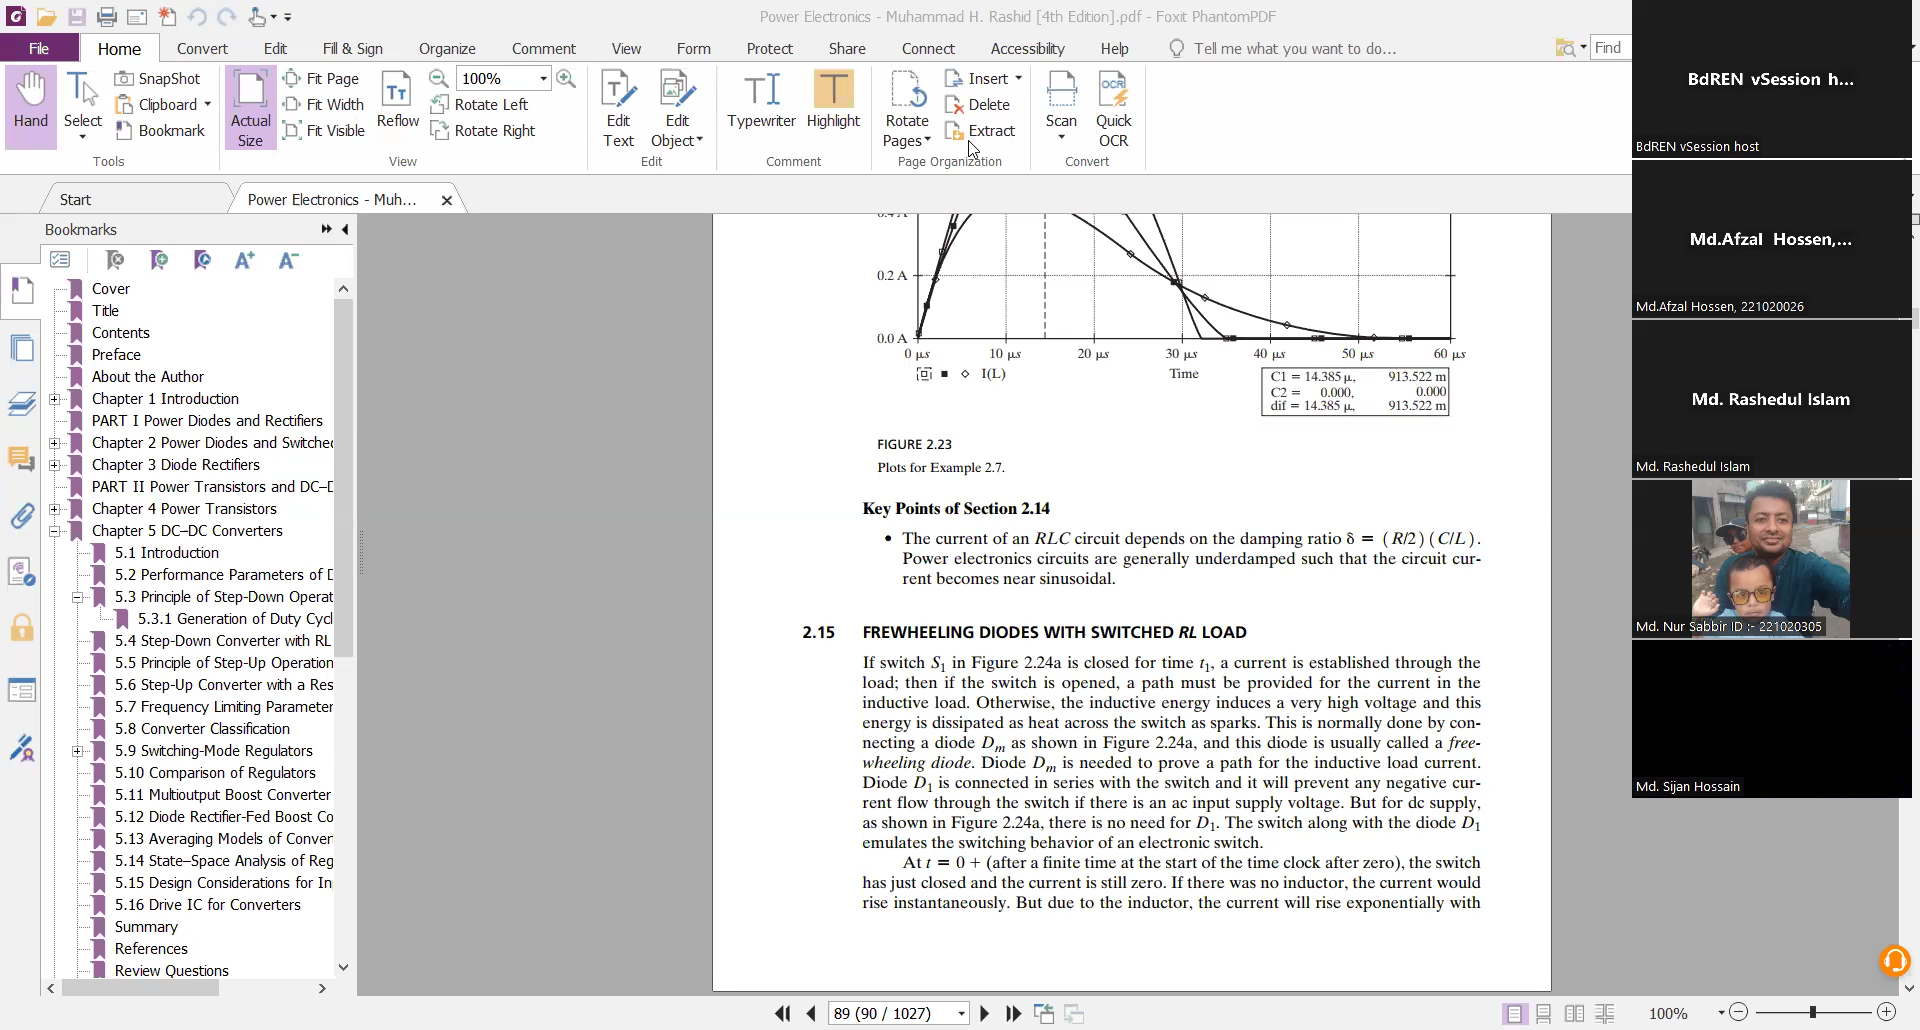 Power Electronics - Muhammad H. Rashid [4th Edition].pdf - Foxit PhantomPDF
File Home Convert Edit Fill & Sign Organize Comment View Form Protect Share Connect Accessibility Help Tell me what you want to do... Find
Hand
Select
SnapShot
Clipboard
Bookmark
Tools
Actual Size
Fit Page
Fit Width
Fit Visible
Reflow
100%
Rotate Left
Rotate Right
View
Edit Text
Edit Object
Edit
Typewriter
Highlight
Comment
Rotate Pages
Insert
Delete
Extract
Page Organization
Scan
Quick OCR
Convert
Start
Power Electronics - Muh...
Bookmarks
Cover
Title
Contents
Preface
About the Author
Chapter 1 Introduction
PART I Power Diodes and Rectifiers
Chapter 2 Power Diodes and Switched
Chapter 3 Diode Rectifiers
PART II Power Transistors and DC–D
Chapter 4 Power Transistors
Chapter 5 DC–DC Converters
5.1 Introduction
5.2 Performance Parameters of D
5.3 Principle of Step-Down Operat
5.3.1 Generation of Duty Cycl
5.4 Step-Down Converter with RL
5.5 Principle of Step-Up Operation
5.6 Step-Up Converter with a Res
5.7 Frequency Limiting Parameter
5.8 Converter Classification
5.9 Switching-Mode Regulators
5.10 Comparison of Regulators
5.11 Multioutput Boost Converter
5.12 Diode Rectifier-Fed Boost Co
5.13 Averaging Models of Conver
5.14 State–Space Analysis of Reg
5.15 Design Considerations for In
5.16 Drive IC for Converters
Summary
References
Review Questions
0.4 A
0.2 A
0.0 A
0 μs 10 μs 20 μs 30 μs 40 μs 50 μs 60 μs
I(L)
Time
C1 = 14.385 μ, 913.522 m
C2 = 0.000, 0.000
dif = 14.385 μ, 913.522 m
FIGURE 2.23
Plots for Example 2.7.
Key Points of Section 2.14
• The current of an RLC circuit depends on the damping ratio δ = (R/2)(C/L).
Power electronics circuits are generally underdamped such that the circuit cur-
rent becomes near sinusoidal.
2.15 FREWHEELING DIODES WITH SWITCHED RL LOAD
If switch S1 in Figure 2.24a is closed for time t1, a current is established through the
load; then if the switch is opened, a path must be provided for the current in the
inductive load. Otherwise, the inductive energy induces a very high voltage and this
energy is dissipated as heat across the switch as sparks. This is normally done by con-
necting a diode Dm as shown in Figure 2.24a, and this diode is usually called a free-
wheeling diode. Diode Dm is needed to prove a path for the inductive load current.
Diode D1 is connected in series with the switch and it will prevent any negative cur-
rent flow through the switch if there is an ac input supply voltage. But for dc supply,
as shown in Figure 2.24a, there is no need for D1. The switch along with the diode D1
emulates the switching behavior of an electronic switch.
At t = 0 + (after a finite time at the start of the time clock after zero), the switch
has just closed and the current is still zero. If there was no inductor, the current would
rise instantaneously. But due to the inductor, the current will rise exponentially with
89 (90 / 1027)
100%
BdREN vSession h...
BdREN vSession host
Md.Afzal Hossen,...
Md.Afzal Hossen, 221020026
Md. Rashedul Islam
Md. Rashedul Islam
Md. Nur Sabbir ID :- 221020305
Md. Sijan Hossain